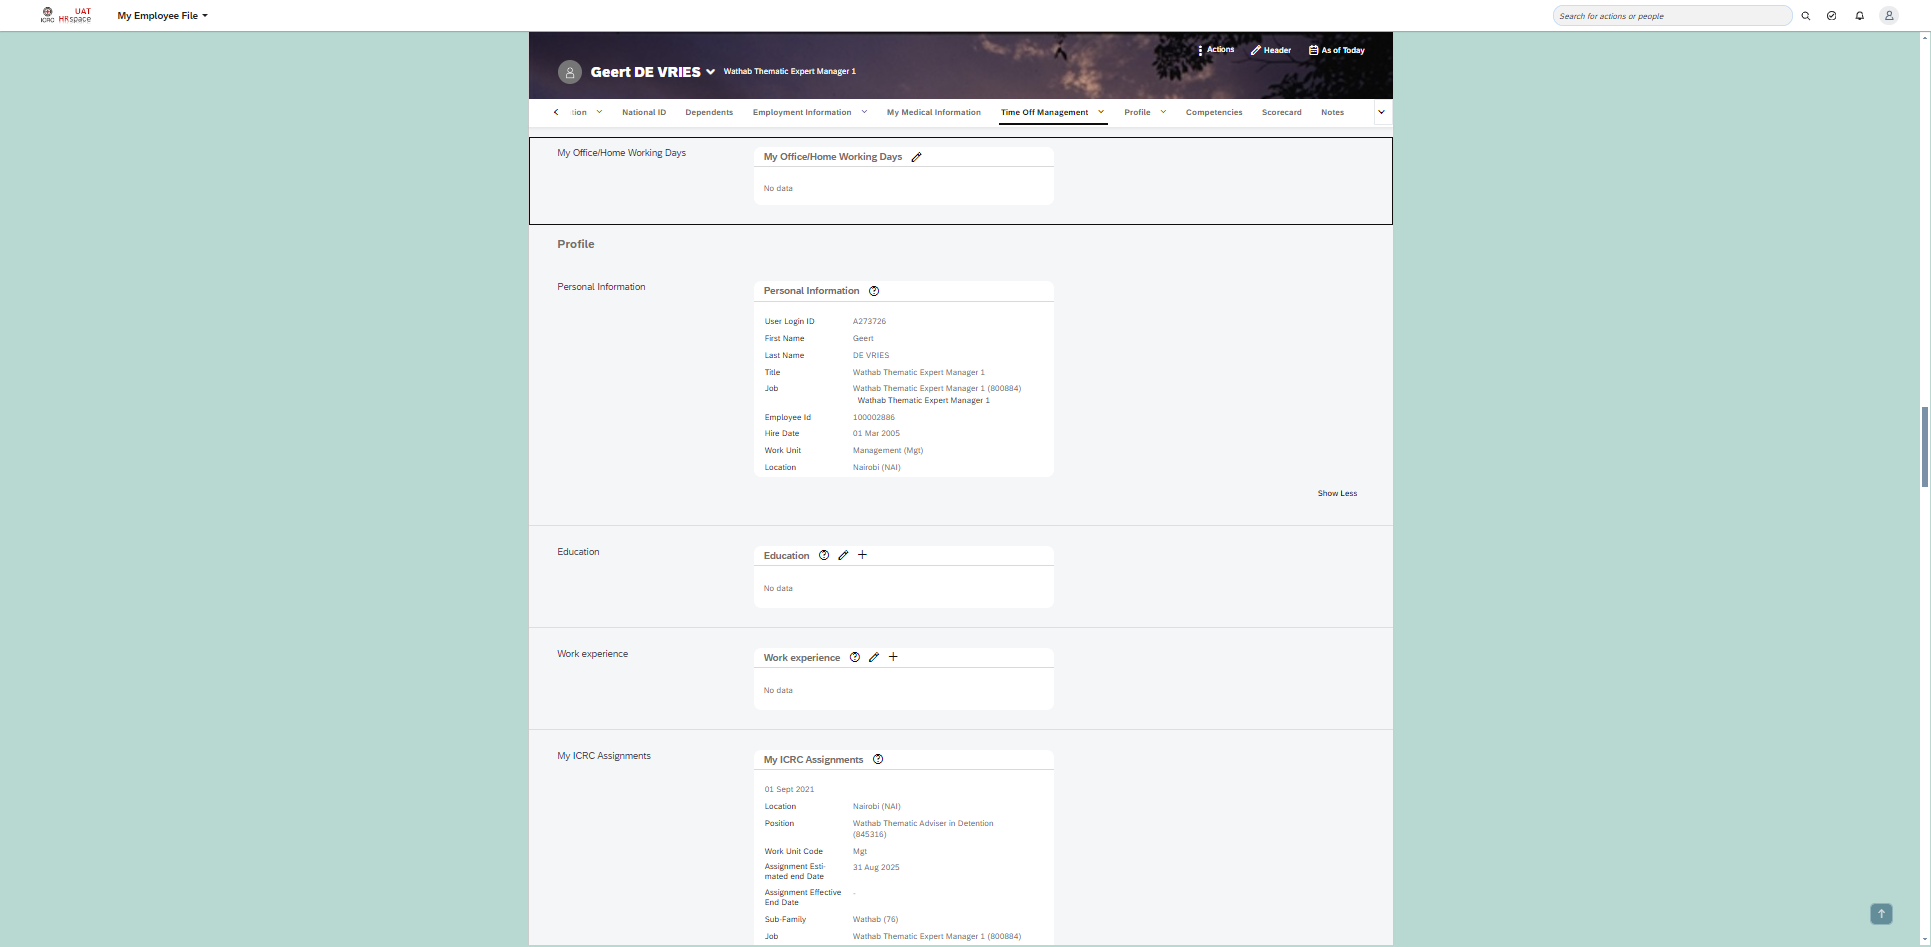 UAT
ICRC HRspace
My Employee File
Search for actions or people
Actions
Header
As of Today
Geert DE VRIES
Wathab Thematic Expert Manager 1
tion
National ID
Dependents
Employment Information
My Medical Information
Time Off Management
Profile
Competencies
Scorecard
Notes
My Office/Home Working Days
My Office/Home Working Days
No data
Profile
Personal Information
Personal Information
User Login ID A273726
First Name Geert
Last Name DE VRIES
Title Wathab Thematic Expert Manager 1
Job Wathab Thematic Expert Manager 1 (800884)
Wathab Thematic Expert Manager 1
Employee Id 100002886
Hire Date 01 Mar 2005
Work Unit Management (Mgt)
Location Nairobi (NAI)
Show Less
Education
Education
No data
Work experience
Work experience
No data
My ICRC Assignments
My ICRC Assignments
01 Sept 2021
Location Nairobi (NAI)
Position Wathab Thematic Adviser in Detention
(845316)
Work Unit Code Mgt
Assignment Esti- 31 Aug 2025
mated end Date
Assignment Effective -
End Date
Sub-Family Wathab (76)
Job Wathab Thematic Expert Manager 1 (800884)